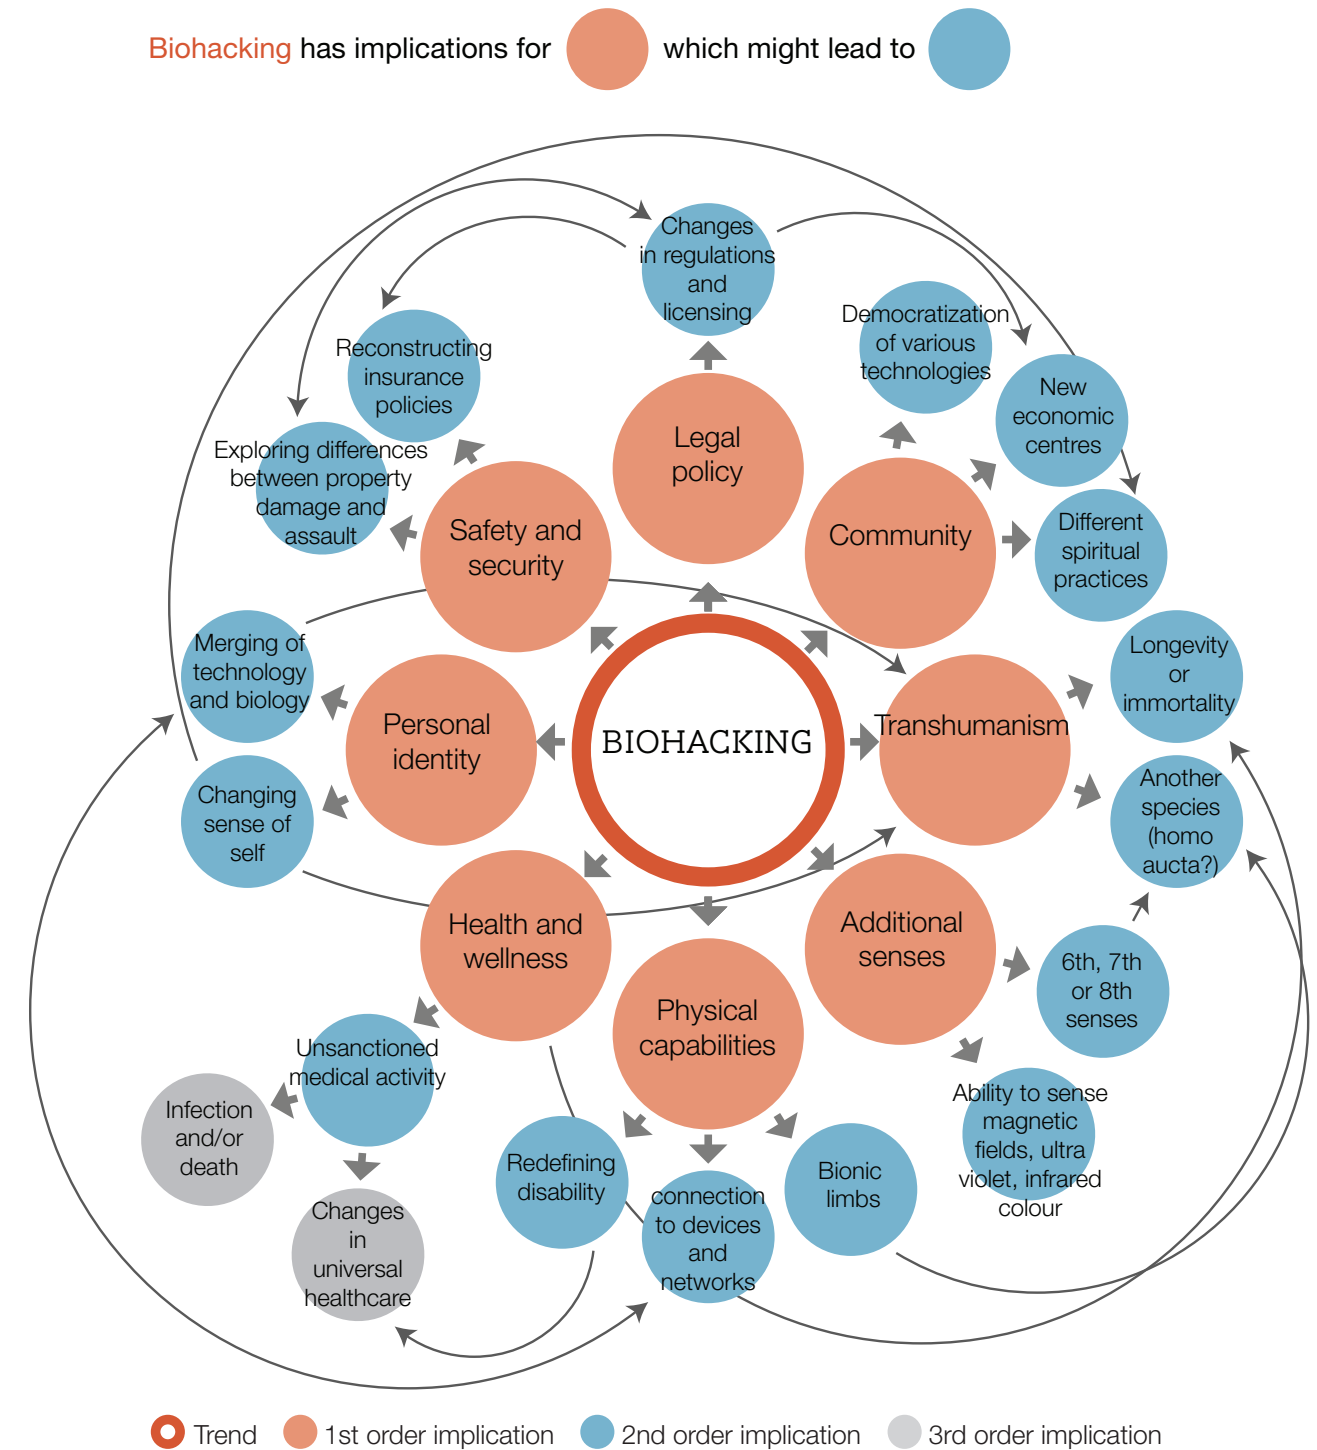 Biohacking has implications for which might lead to
Changes
in regulations
and
licensing
Democratization
of various
technologies
New
economic
centres
Different
spiritual
practices
Reconstructing
insurance
policies
Exploring differences
between property
damage and
assault
Legal
policy
Community
Safety and
security
Merging of
technology
and biology
Personal
identity
BIOHACKING
Transhumanism
Longevity
or
immortality
Another
species
(homo
aucta?)
Changing
sense of
self
Health and
wellness
Physical
capabilities
Additional
senses
6th, 7th
or 8th
senses
Ability to sense
magnetic
fields, ultra
violet, infrared
colour
Unsanctioned
medical activity
Infection
and/or
death
Changes
in
universal
healthcare
Redefining
disability
connection
to devices
and
networks
Bionic
limbs
Trend 1st order implication 2nd order implication 3rd order implication